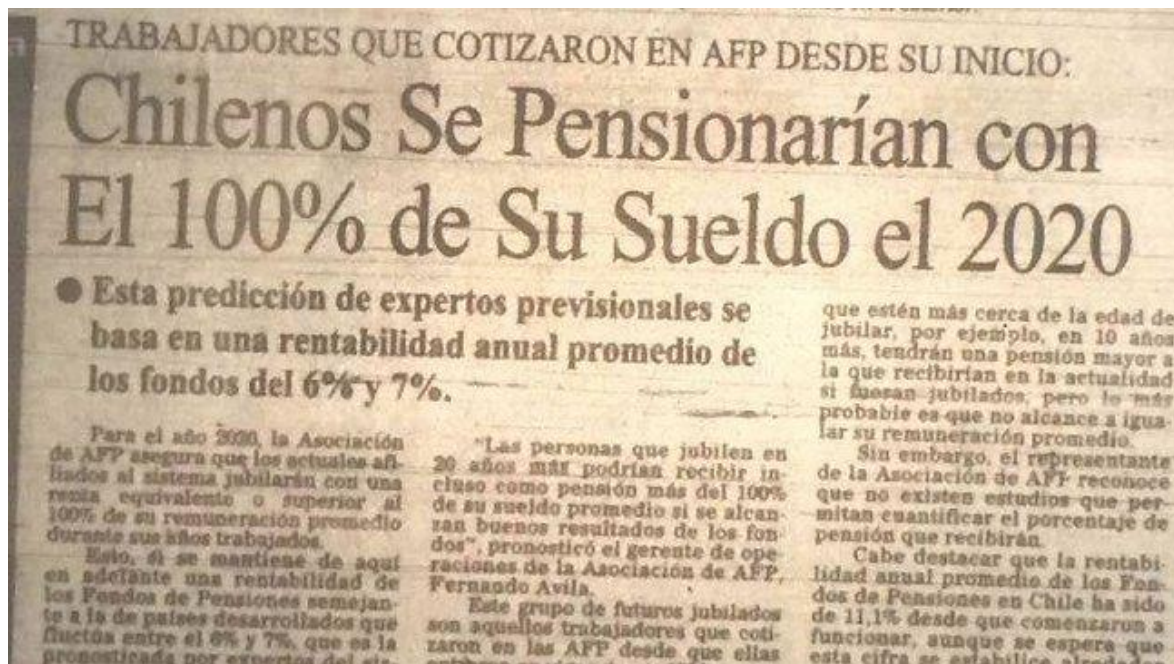 TRABAJADORES QUE COTIZARON EN AFP DESDE SU INICIO:
Chilenos Se Pensionarían con
El 100% de Su Sueldo el 2020
● Esta predicción de expertos previsionales se
basa en una rentabilidad anual promedio de
los fondos del 6% y 7%.
Para el año 2020, la Asociación
de AFP asegura que los actuales afi-
liados al sistema jubilarán con una
renta equivalente o superior al
100% de su remuneración promedio
durante sus años trabajados.
Esto, si se mantiene de aquí
en adelante una rentabilidad de
los Fondos de Pensiones semejan-
te a la de países desarrollados que
fluctúa entre el 6% y 7%, que es la
pronosticada por expertos del
"Las personas que jubilen en
20 años más podrían recibir in-
cluso como pensión más del 100%
de su sueldo promedio si se alcan-
zan buenos resultados de los fon-
dos", pronosticó el gerente de ope-
raciones de la Asociación de AFP,
Fernando Avila.
Este grupo de futuros jubilados
son aquellos trabajadores que coti-
zaron en las AFP desde que ellas
que estén más cerca de la edad de
jubilar, por ejemplo, en 10 años
más, tendrán una pensión mayor a
la que recibirían en la actualidad
si fueran jubilados, pero lo más
probable es que no alcance a igua-
lar su remuneración promedio.
Sin embargo, el representante
de la Asociación de AFP reconoce
que no existen estudios que per-
mitan cuantificar el porcentaje de
pensión que recibirán.
Cabe destacar que la rentabi-
lidad anual promedio de los Fon-
dos de Pensiones en Chile ha sido
de 11,1% desde que comenzaron a
funcionar, aunque se espera que
esta cifra se